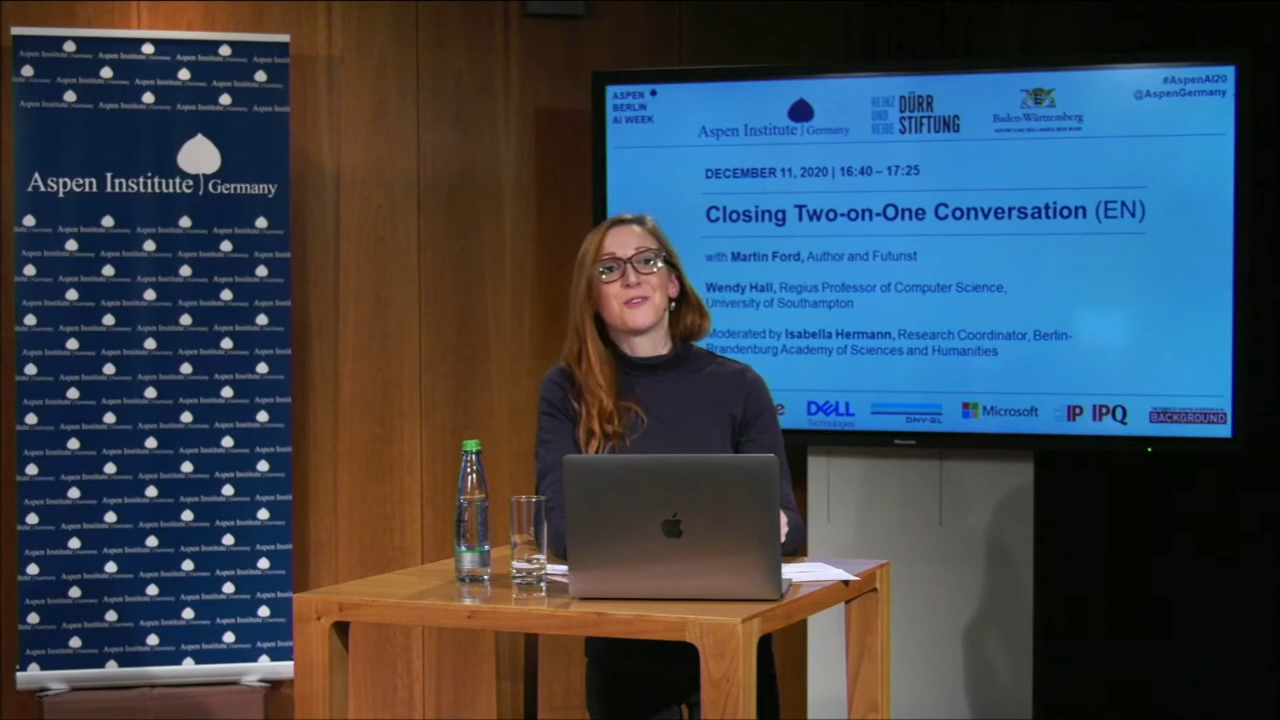 Aspen Institute Germany
ASPEN
BERLIN
AI WEEK
Aspen Institute Germany
HEINZ
UND
HEIDE
DÜRR
STIFTUNG
Baden-Württemberg
#AspenAI20
@AspenGermany
DECEMBER 11, 2020 | 16:40 – 17:25
Closing Two-on-One Conversation (EN)
with Martin Ford, Author and Futurist
Wendy Hall, Regius Professor of Computer Science,
University of Southampton
Moderated by Isabella Hermann, Research Coordinator, Berlin-
Brandenburg Academy of Sciences and Humanities
DELL
Technologies
DNV·GL
Microsoft
IP IPQ
BACKGROUND